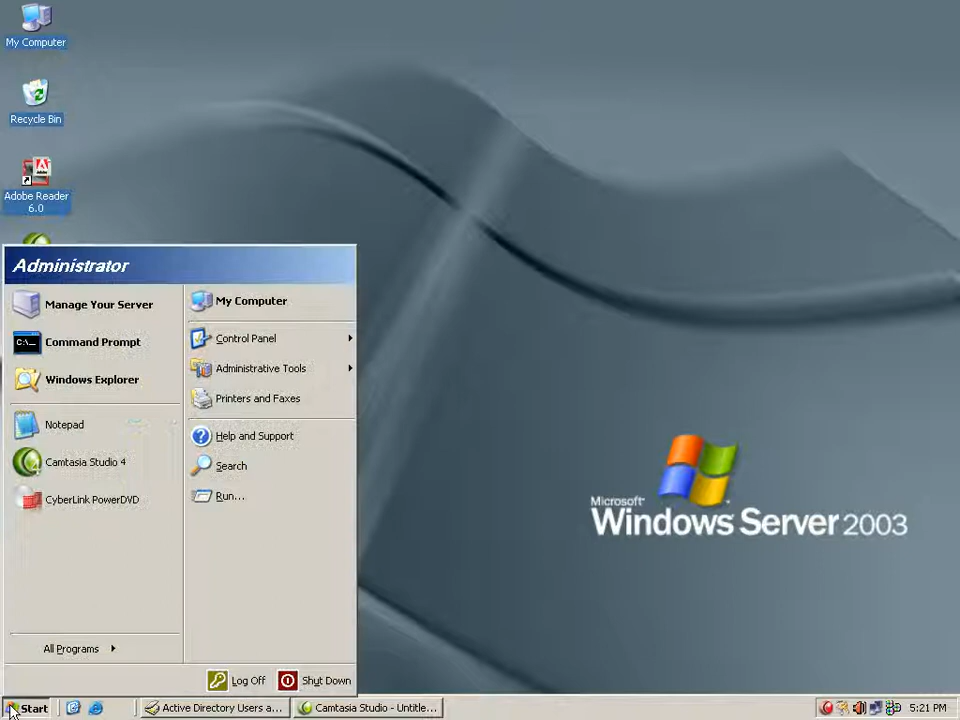 My Computer
Recycle Bin
Adobe Reader
6.0
Administrator
Manage Your Server
Command Prompt
Windows Explorer
Notepad
Camtasia Studio 4
CyberLink PowerDVD
All Programs
My Computer
Control Panel
Administrative Tools
Printers and Faxes
Help and Support
Search
Run...
Log Off
Shut Down
Microsoft
Windows Server 2003
Start
Active Directory Users a...
Camtasia Studio - Untitle...
5:21 PM